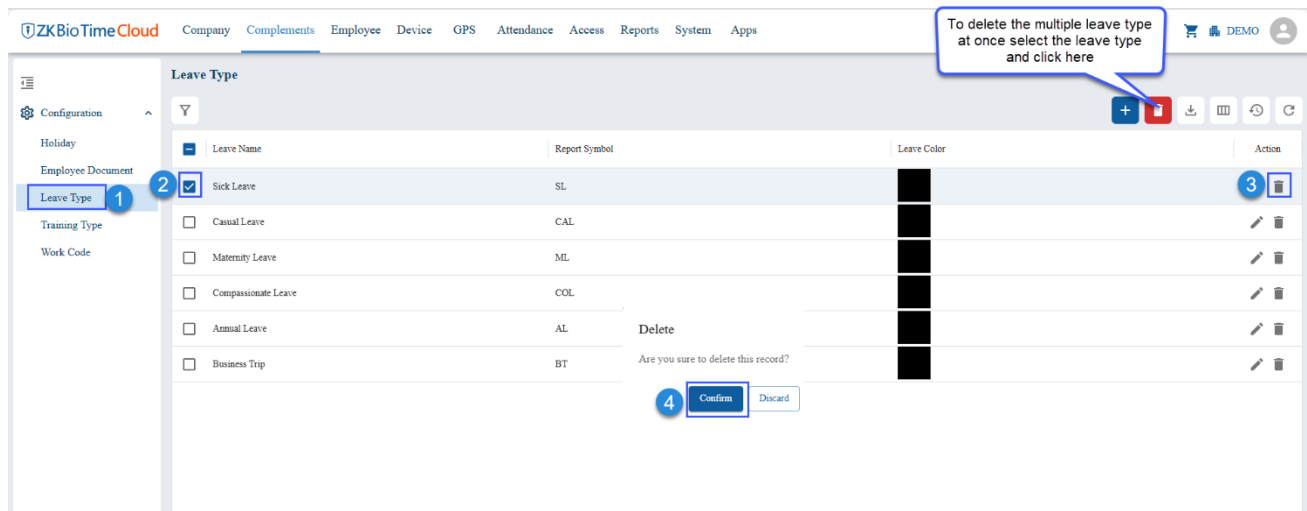 ZKBioTime Cloud Company Complements Employee Device GPS Attendance Access Reports System Apps DEMO
To delete the multiple leave type
at once select the leave type
and click here
Leave Type
Configuration
Holiday
Employee Document
Leave Type 1
Training Type
Work Code
+
Leave Name Report Symbol Leave Color Action
2 Sick Leave SL 3
Casual Leave CAL
Maternity Leave ML
Compassionate Leave COL
Annual Leave AL
Business Trip BT
Delete
Are you sure to delete this record?
4 Confirm Discard